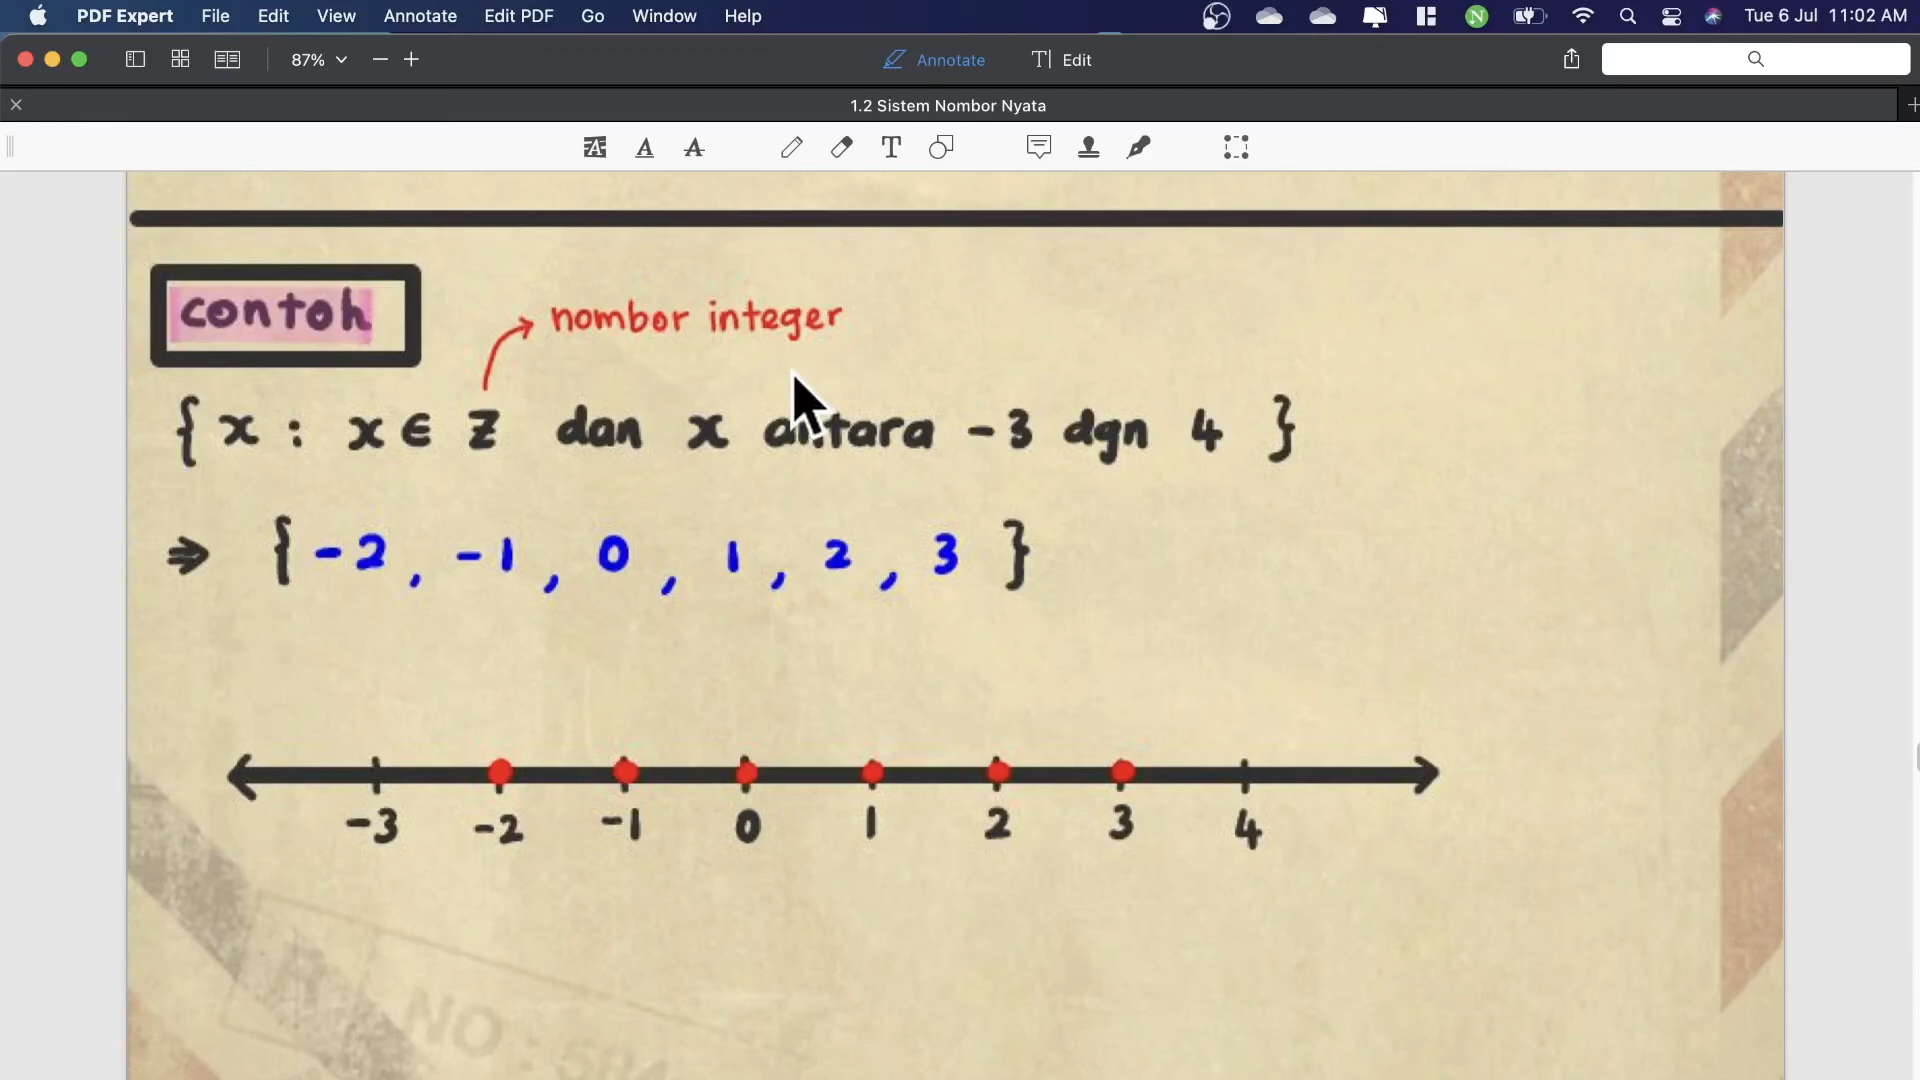 PDF Expert File Edit View Annotate Edit PDF Go Window Help Tue 6 Jul 11:02 AM
87% Annotate Edit
1.2 Sistem Nombor Nyata
contoh
nombor integer
{ x : x ∈ Z dan x antara -3 dgn 4 }
⇒ { -2, -1, 0, 1, 2, 3 }
-3 -2 -1 0 1 2 3 4
NO : 584